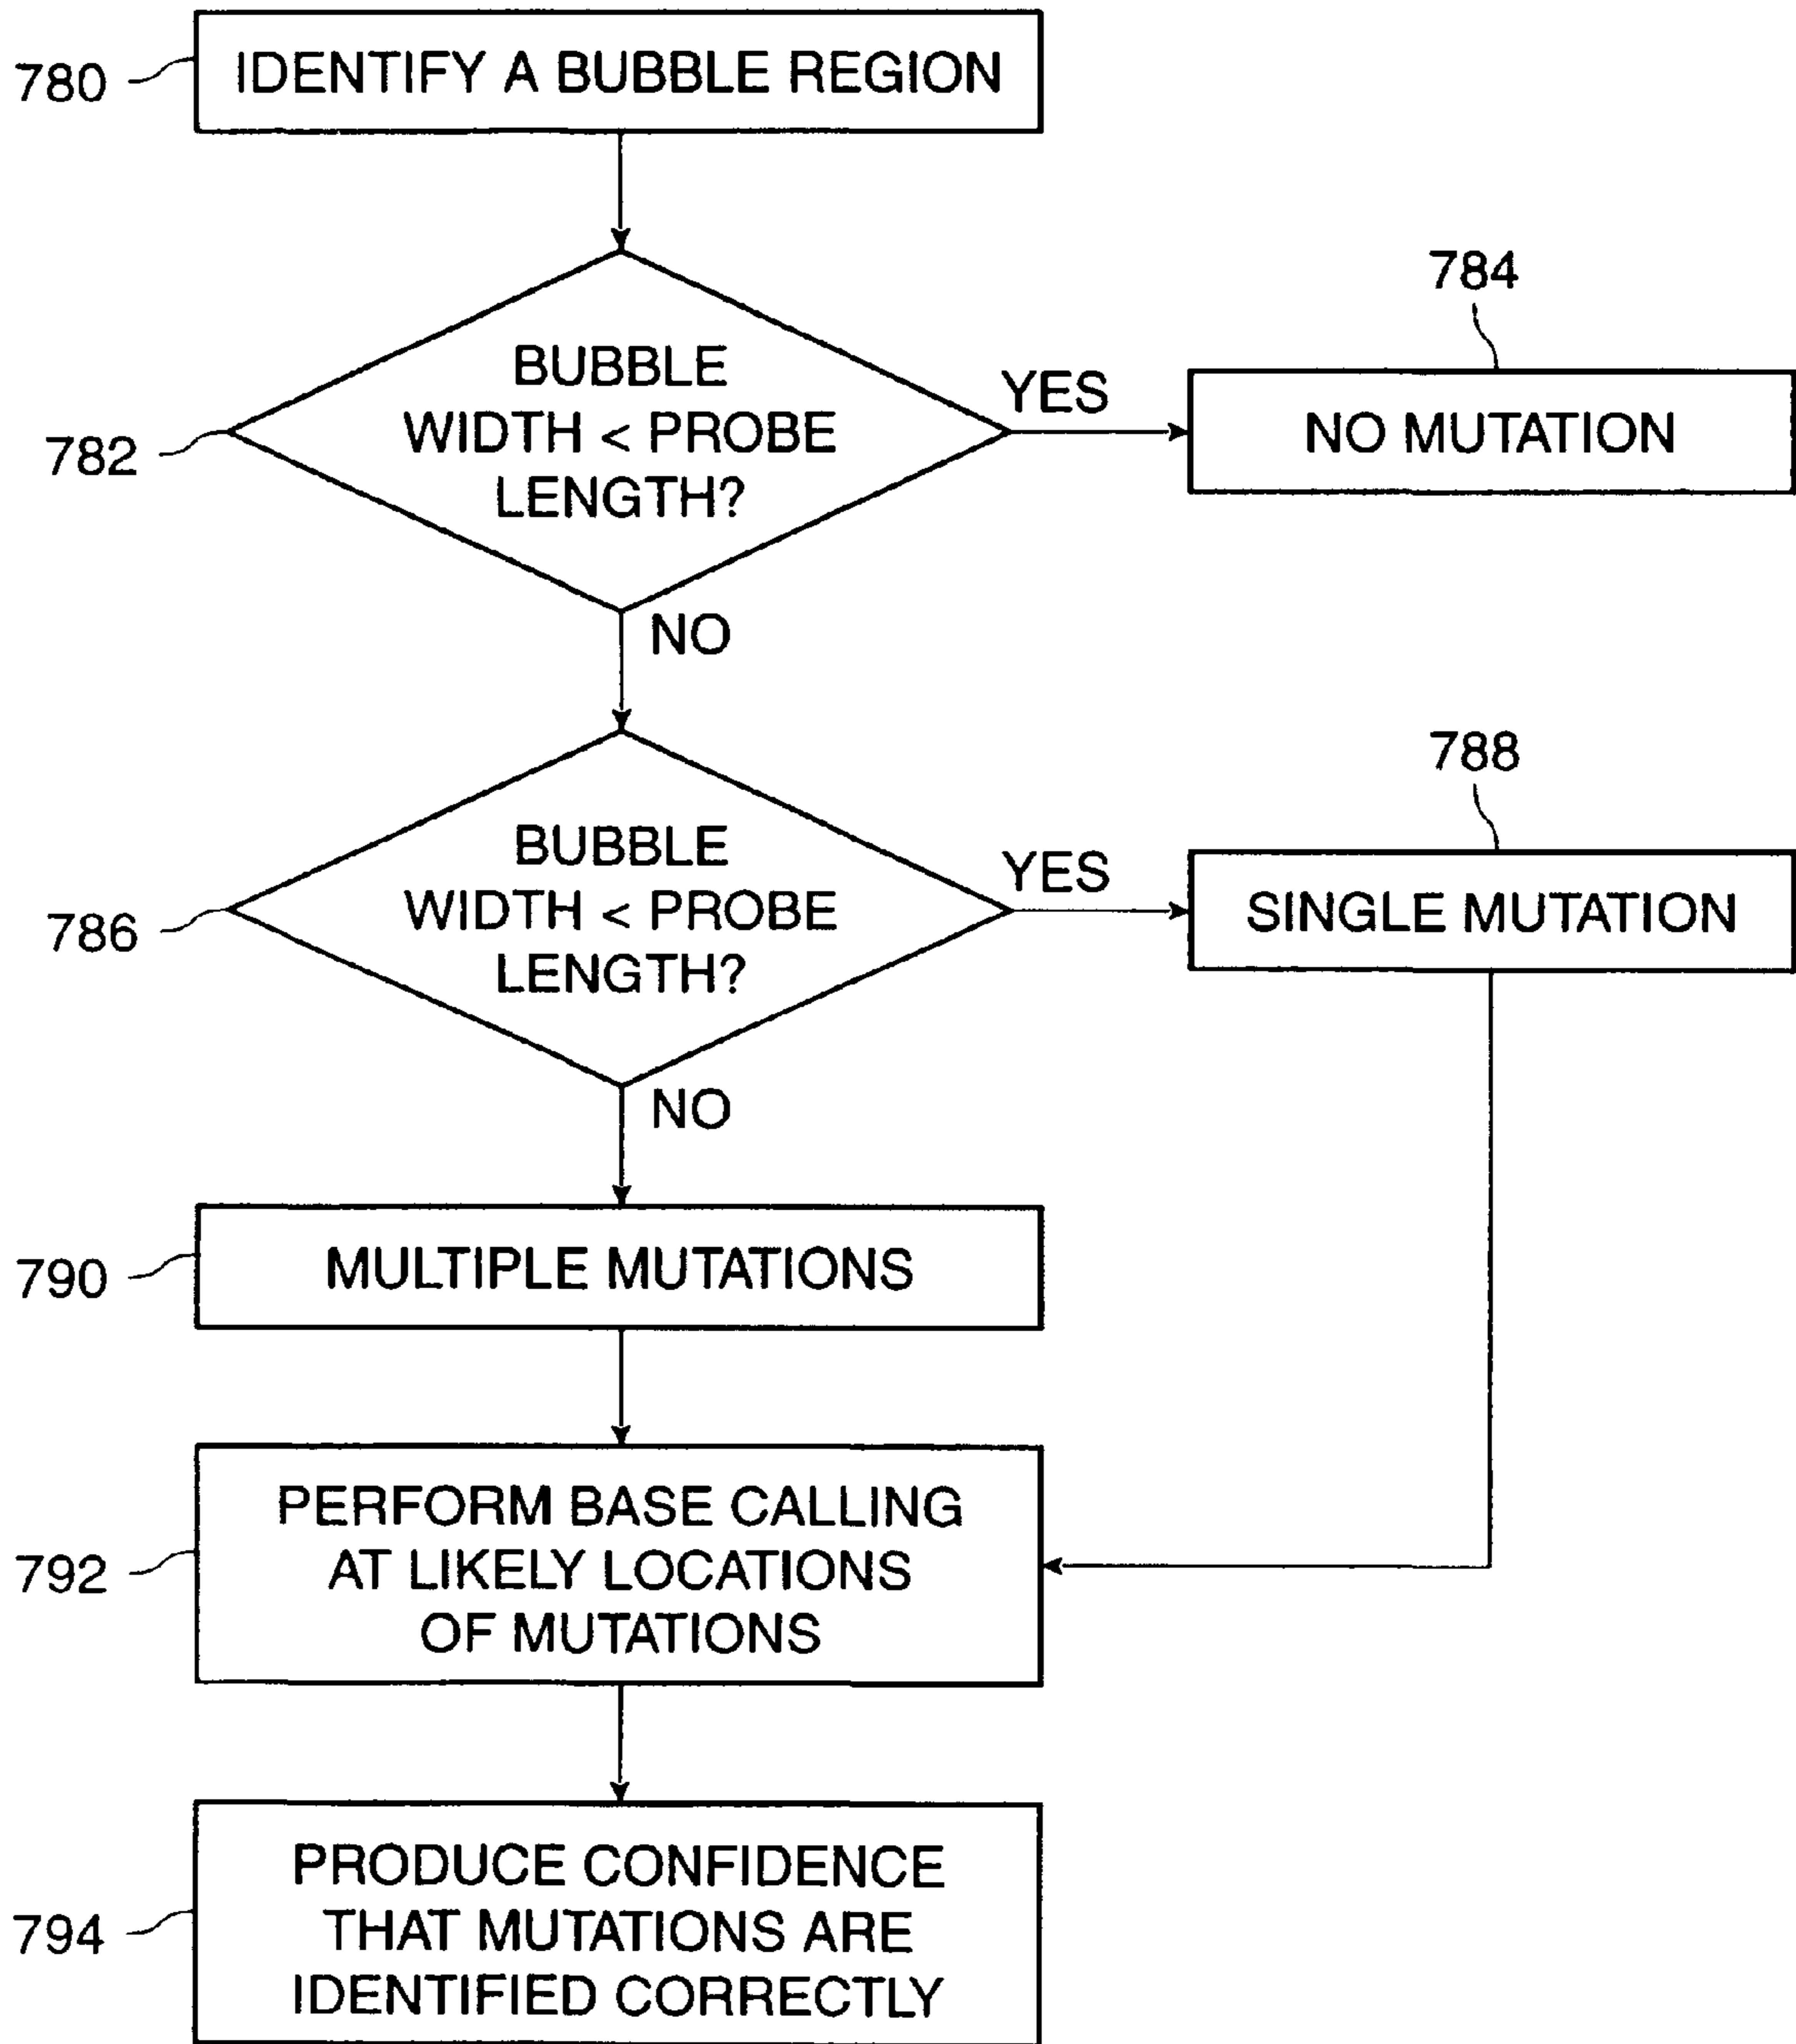 780
IDENTIFY A BUBBLE REGION
782
BUBBLE
WIDTH < PROBE
LENGTH?
YES
784
NO MUTATION
NO
786
BUBBLE
WIDTH < PROBE
LENGTH?
YES
788
SINGLE MUTATION
NO
790
MULTIPLE MUTATIONS
792
PERFORM BASE CALLING
AT LIKELY LOCATIONS
OF MUTATIONS
794
PRODUCE CONFIDENCE
THAT MUTATIONS ARE
IDENTIFIED CORRECTLY